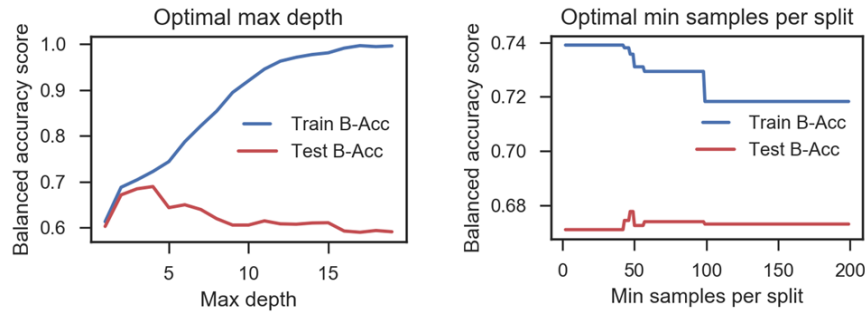 Optimal max depth
Balanced accuracy score
1.0
0.9
0.8
0.7
0.6
Train B-Acc
Test B-Acc
5
10
15
Max depth
Optimal min samples per split
Balanced accuracy score
0.74
0.72
0.70
0.68
Train B-Acc
Test B-Acc
0
50
100
150
200
Min samples per split